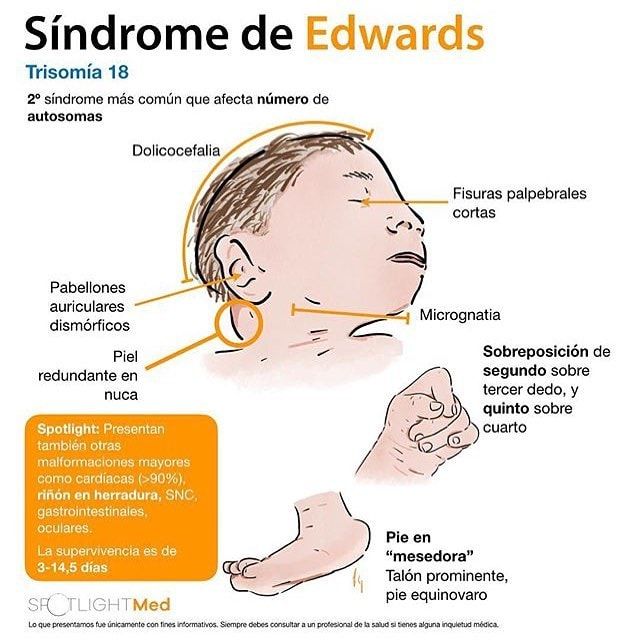 Síndrome de Edwards
Trisomía 18
2º síndrome más común que afecta número de
autosomas
Dolicocefalia
Fisuras palpebrales
cortas
Pabellones
auriculares
dismórficos
Micrognatia
Piel
redundante en
nuca
Sobreposición de
segundo sobre
tercer dedo, y
quinto sobre
cuarto
Spotlight: Presentan
también otras
malformaciones mayores
como cardíacas (>90%),
riñón en herradura, SNC,
gastrointestinales,
oculares.
La supervivencia es de
3-14,5 días
Pie en
“mesedora”
Talón prominente,
pie equinovaro
SPOTLIGHTMed
Lo que presentamos fue únicamente con fines informativos. Siempre debes consultar a un profesional de la salud si tienes alguna inquietud médica.